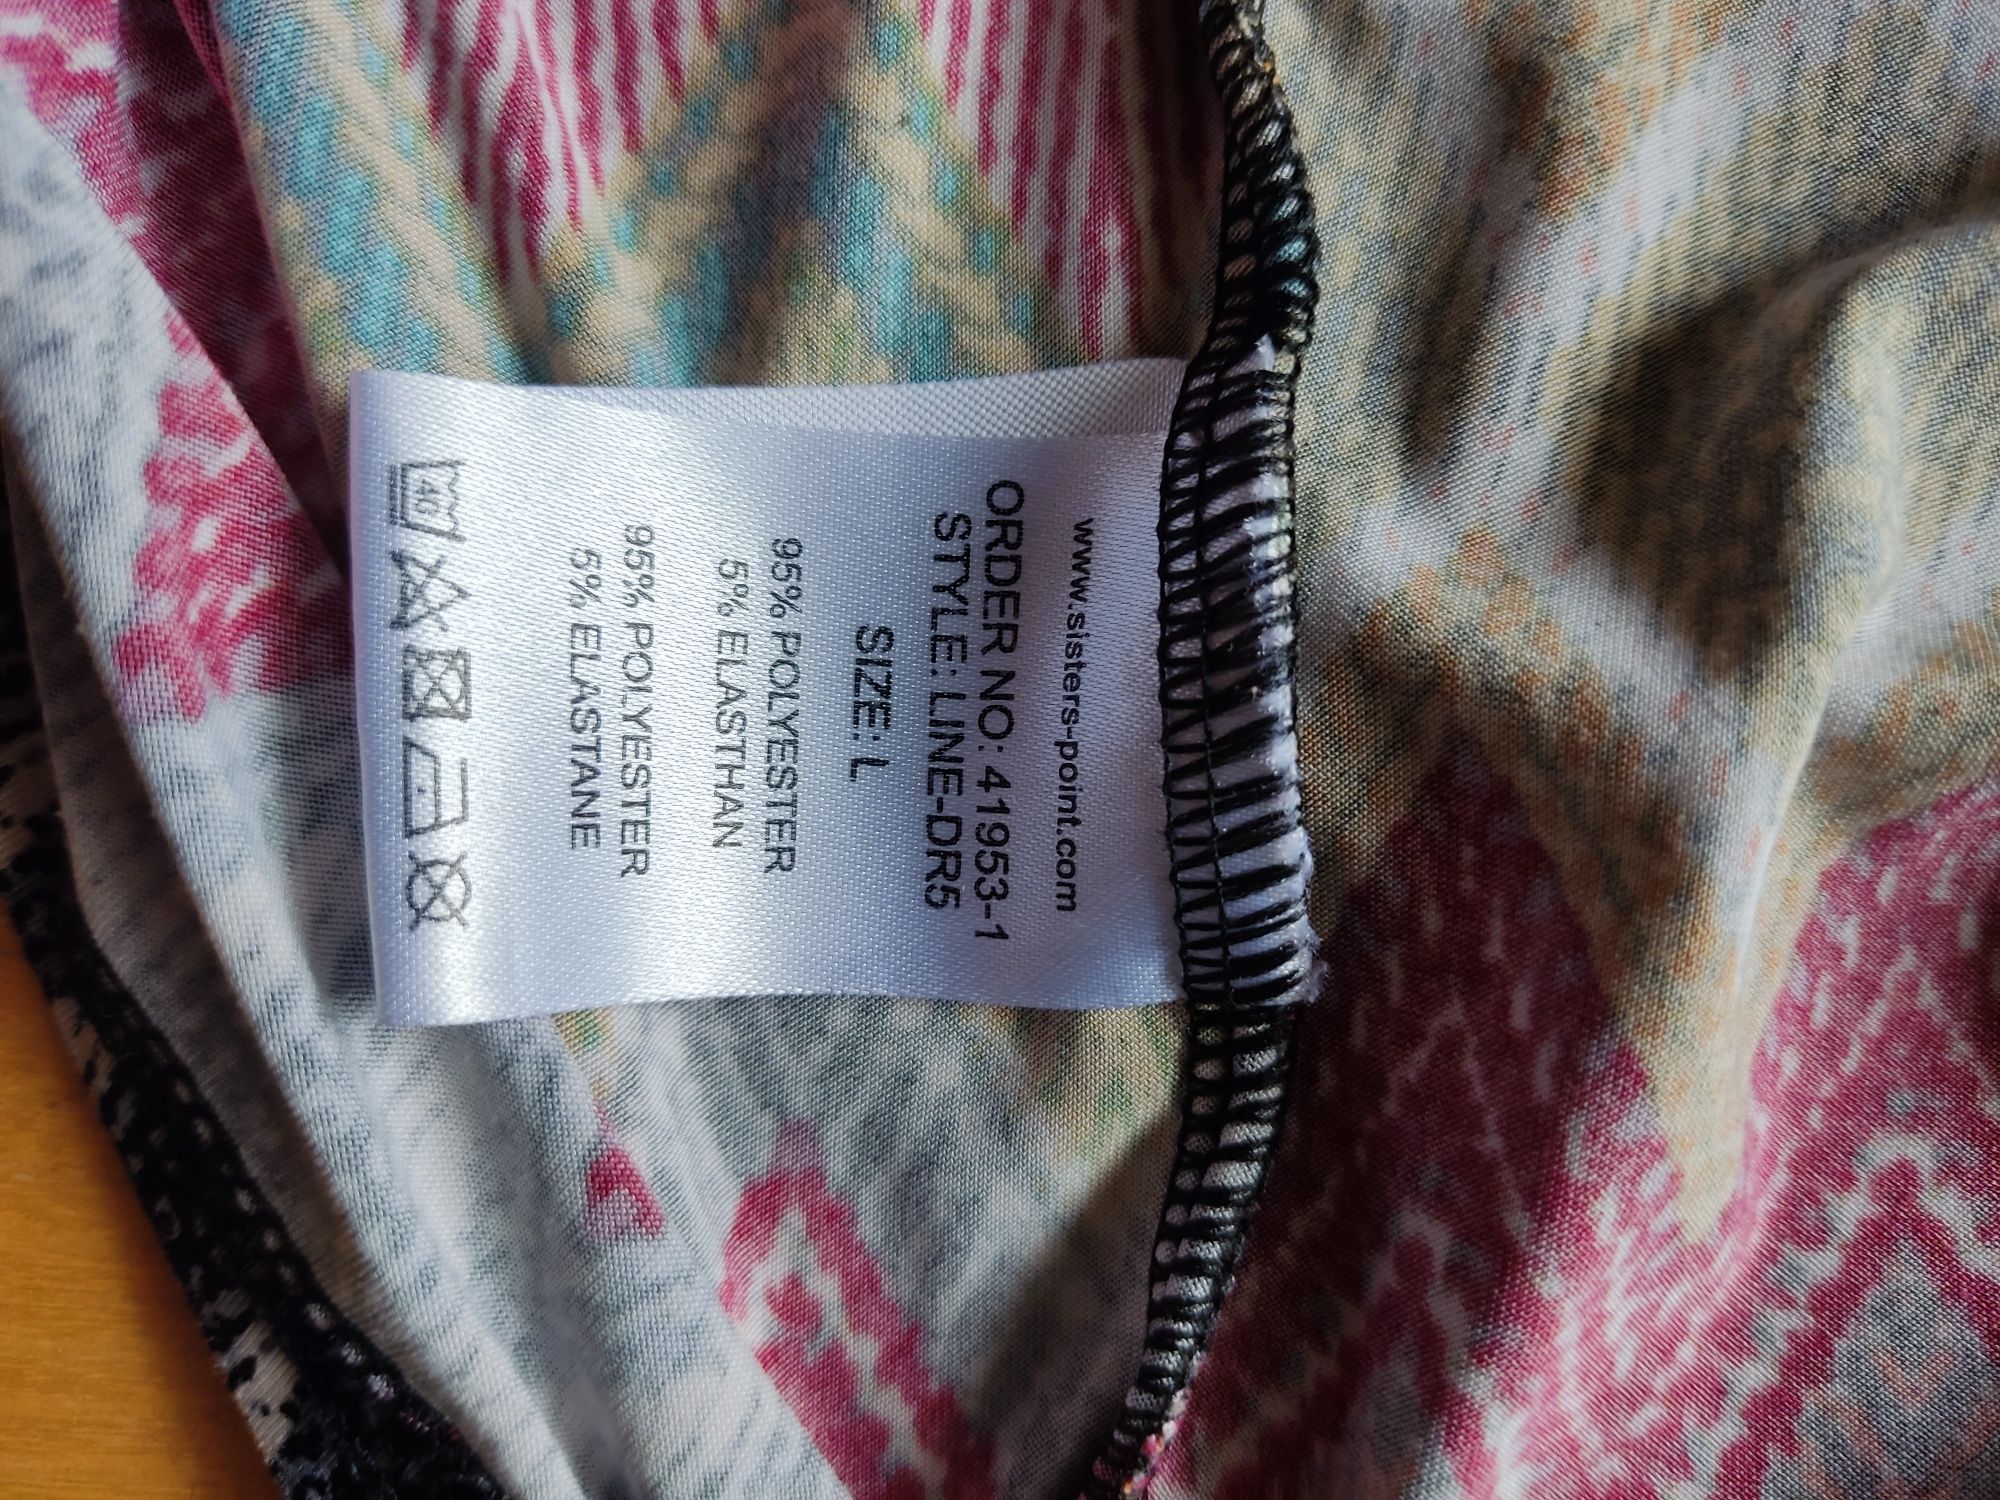 www.sisters-point.com
ORDER NO: 41953-1
STYLE: LINE-DR5
SIZE: L
95% POLYESTER
5% ELASTHAN
95% POLYESTER
5% ELASTANE
40